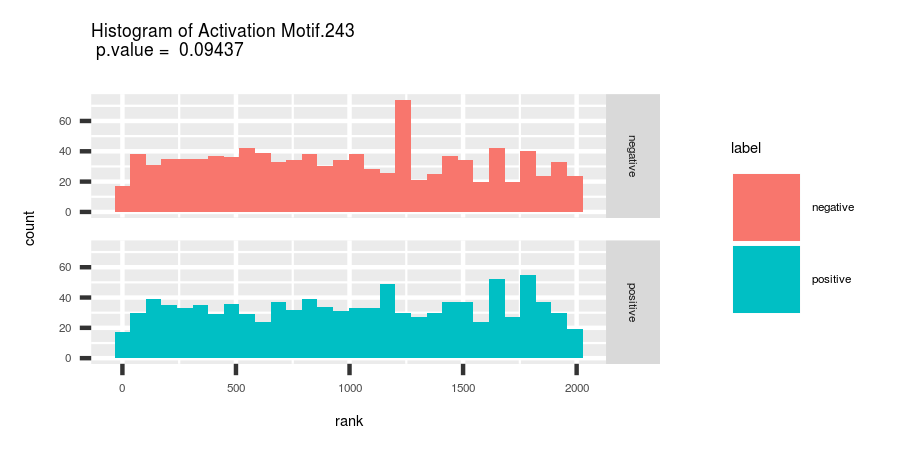 Histogram of Activation Motif.243
p.value =  0.09437
count
60
40
20
0
negative
60
40
20
0
positive
0
500
1000
1500
2000
rank
label
negative
positive